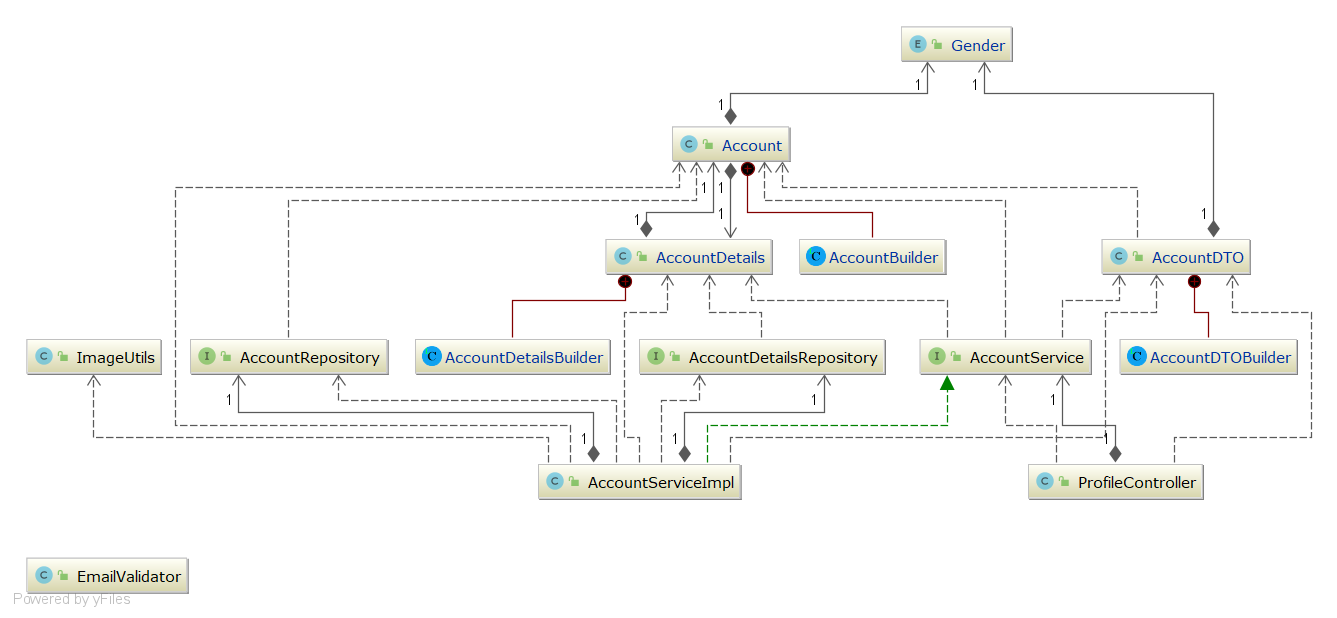 E Gender
1 1
1 1
C Account
1 1
1 1
1
C AccountDetails
C AccountBuilder
C AccountDTO
C ImageUtils
I AccountRepository
C AccountDetailsBuilder
I AccountDetailsRepository
I AccountService
C AccountDTOBuilder
1 1 1
1 1 1
C AccountServiceImpl
C ProfileController
C EmailValidator
Powered by yFiles